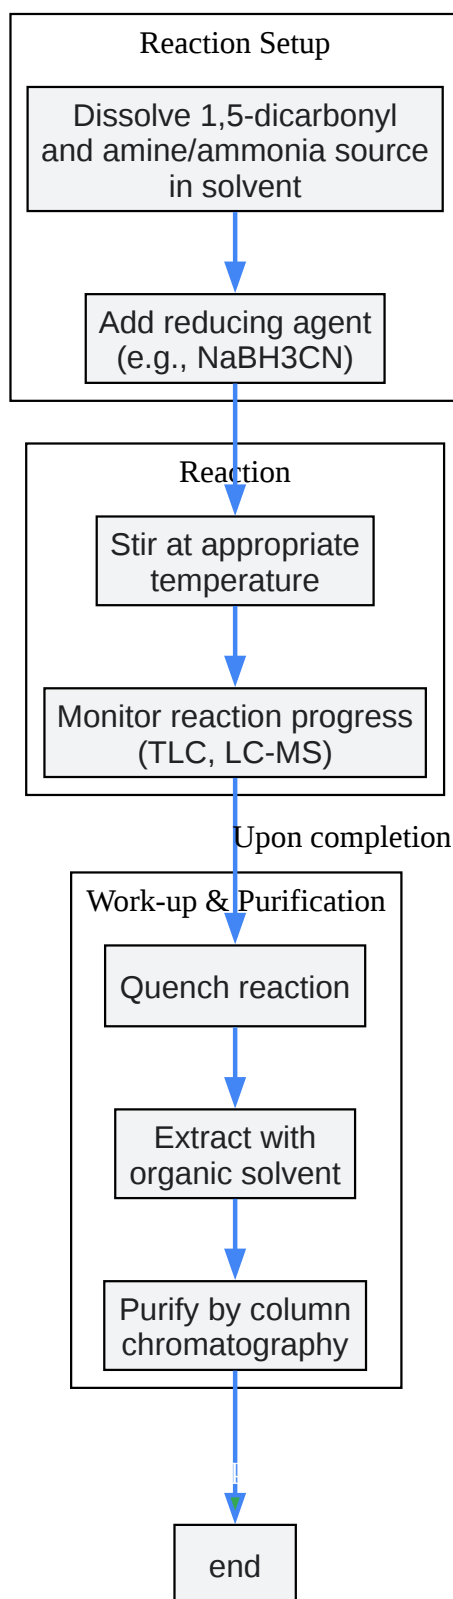 Reaction Setup
Dissolve 1,5-dicarbonyl
and amine/ammonia source
in solvent
Add reducing agent
(e.g., NaBH3CN)
Reaction
Stir at appropriate
temperature
Monitor reaction progress
(TLC, LC-MS)
Upon completion
Work-up & Purification
Quench reaction
Extract with
organic solvent
Purify by column
chromatography
end